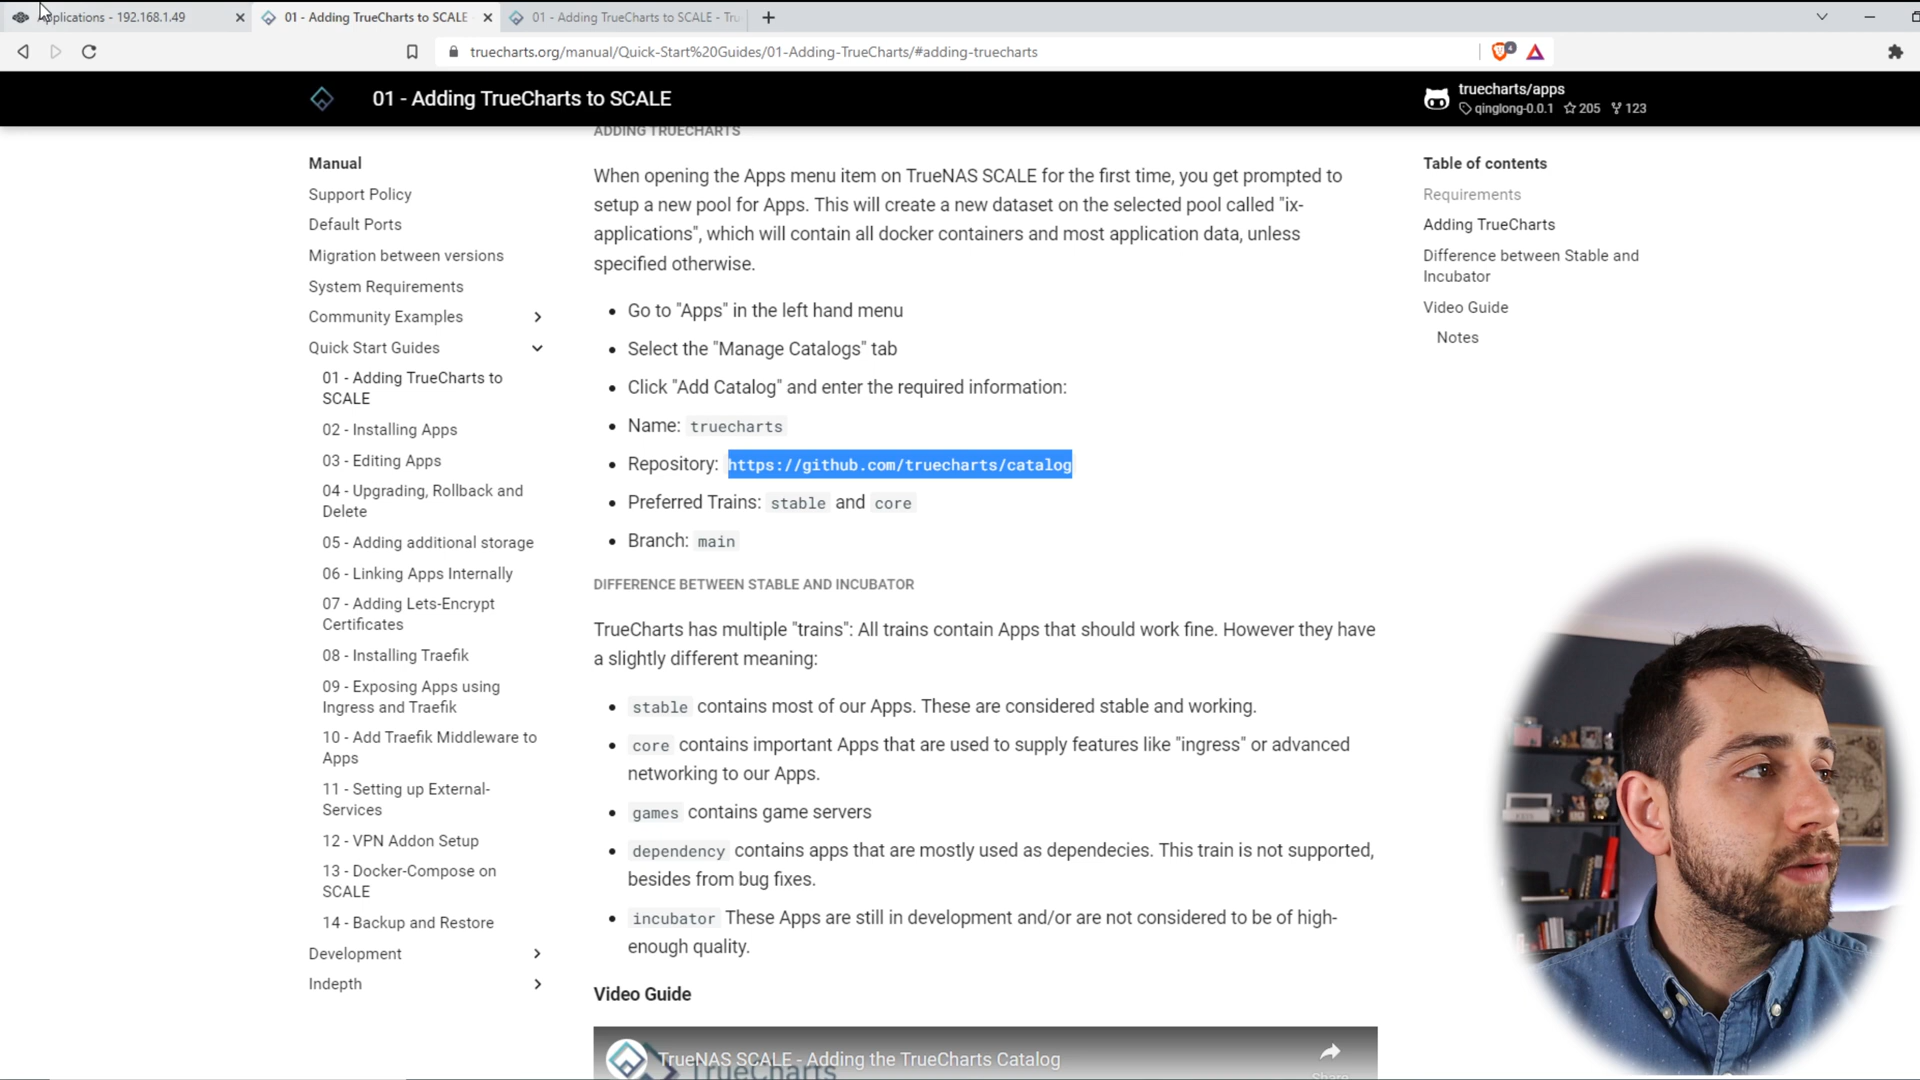 pplications - 192.168.1.49
01 - Adding TrueCharts to SCALE
01 - Adding TrueCharts to SCALE - Tru
truecharts.org/manual/Quick-Start%20Guides/01-Adding-TrueCharts/#adding-truecharts
4
01 - Adding TrueCharts to SCALE
truecharts/apps
qinglong-0.0.1 205 123
Manual
Support Policy
Default Ports
Migration between versions
System Requirements
Community Examples
Quick Start Guides
01 - Adding TrueCharts to
SCALE
02 - Installing Apps
03 - Editing Apps
04 - Upgrading, Rollback and
Delete
05 - Adding additional storage
06 - Linking Apps Internally
07 - Adding Lets-Encrypt
Certificates
08 - Installing Traefik
09 - Exposing Apps using
Ingress and Traefik
10 - Add Traefik Middleware to
Apps
11 - Setting up External-
Services
12 - VPN Addon Setup
13 - Docker-Compose on
SCALE
14 - Backup and Restore
Development
Indepth
ADDING TRUECHARTS
When opening the Apps menu item on TrueNAS SCALE for the first time, you get prompted to
setup a new pool for Apps. This will create a new dataset on the selected pool called "ix-
applications", which will contain all docker containers and most application data, unless
specified otherwise.
Go to "Apps" in the left hand menu
Select the "Manage Catalogs" tab
Click "Add Catalog" and enter the required information:
Name: truecharts
Repository: https://github.com/truecharts/catalog
Preferred Trains: stable and core
Branch: main
DIFFERENCE BETWEEN STABLE AND INCUBATOR
TrueCharts has multiple "trains": All trains contain Apps that should work fine. However they have
a slightly different meaning:
stable contains most of our Apps. These are considered stable and working.
core contains important Apps that are used to supply features like "ingress" or advanced
networking to our Apps.
games contains game servers
dependency contains apps that are mostly used as dependecies. This train is not supported,
besides from bug fixes.
incubator These Apps are still in development and/or are not considered to be of high-
enough quality.
Video Guide
TrueNAS SCALE - Adding the TrueCharts Catalog
TrueCharts
Share
Table of contents
Requirements
Adding TrueCharts
Difference between Stable and
Incubator
Video Guide
Notes